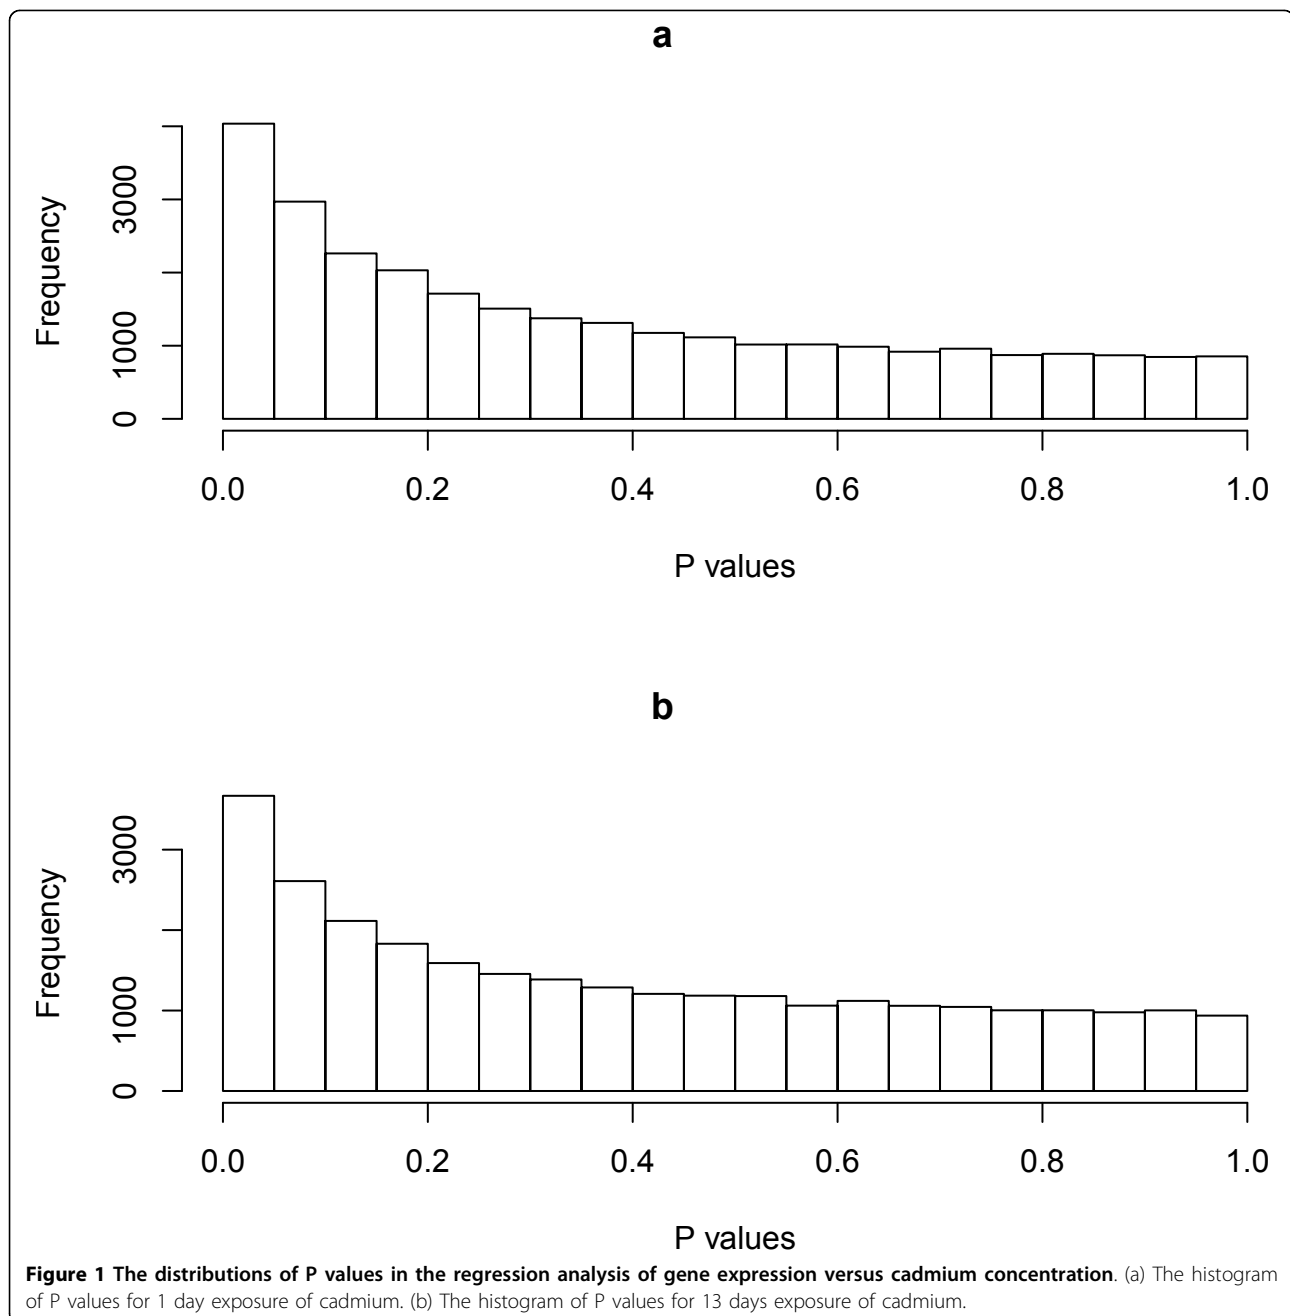 a
3000
1000
0
Frequency
0.0 0.2 0.4 0.6 0.8 1.0
P values
b
3000
1000
0
Frequency
0.0 0.2 0.4 0.6 0.8 1.0
P values
Figure 1 The distributions of P values in the regression analysis of gene expression versus cadmium concentration. (a) The histogram
of P values for 1 day exposure of cadmium. (b) The histogram of P values for 13 days exposure of cadmium.